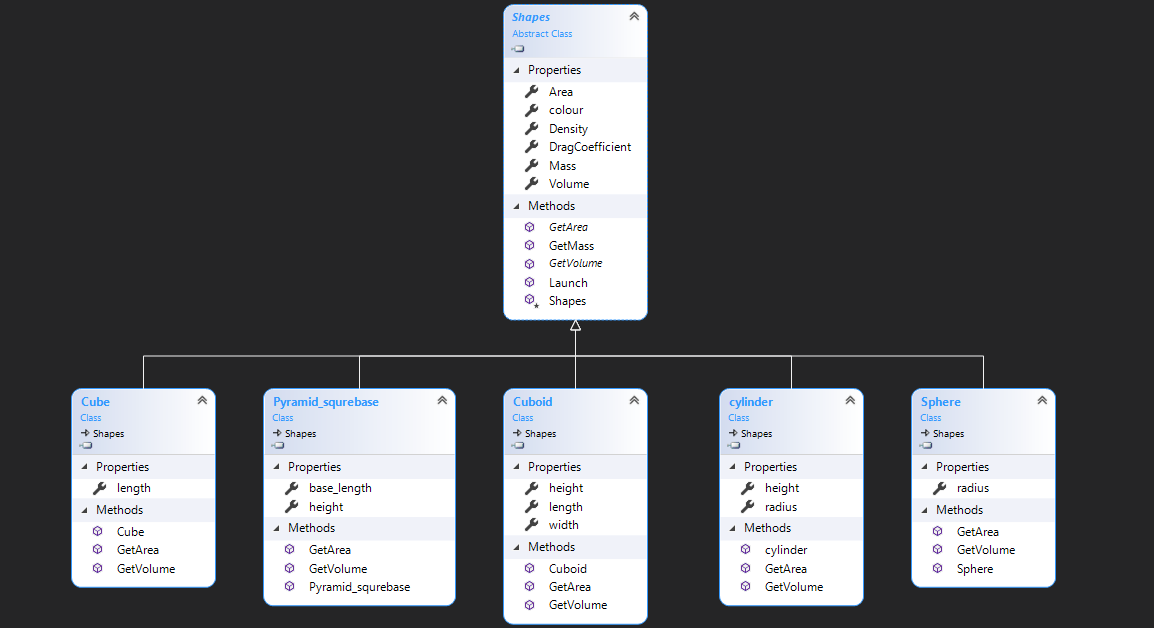 Shapes
Abstract Class
Properties
Area
colour
Density
DragCoefficient
Mass
Volume
Methods
GetArea
GetMass
GetVolume
Launch
Shapes
Cube
Class
Shapes
Properties
length
Methods
Cube
GetArea
GetVolume
Pyramid_squrebase
Class
Shapes
Properties
base_length
height
Methods
GetArea
GetVolume
Pyramid_squrebase
Cuboid
Class
Shapes
Properties
height
length
width
Methods
Cuboid
GetArea
GetVolume
cylinder
Class
Shapes
Properties
height
radius
Methods
cylinder
GetArea
GetVolume
Sphere
Class
Shapes
Properties
radius
Methods
GetArea
GetVolume
Sphere